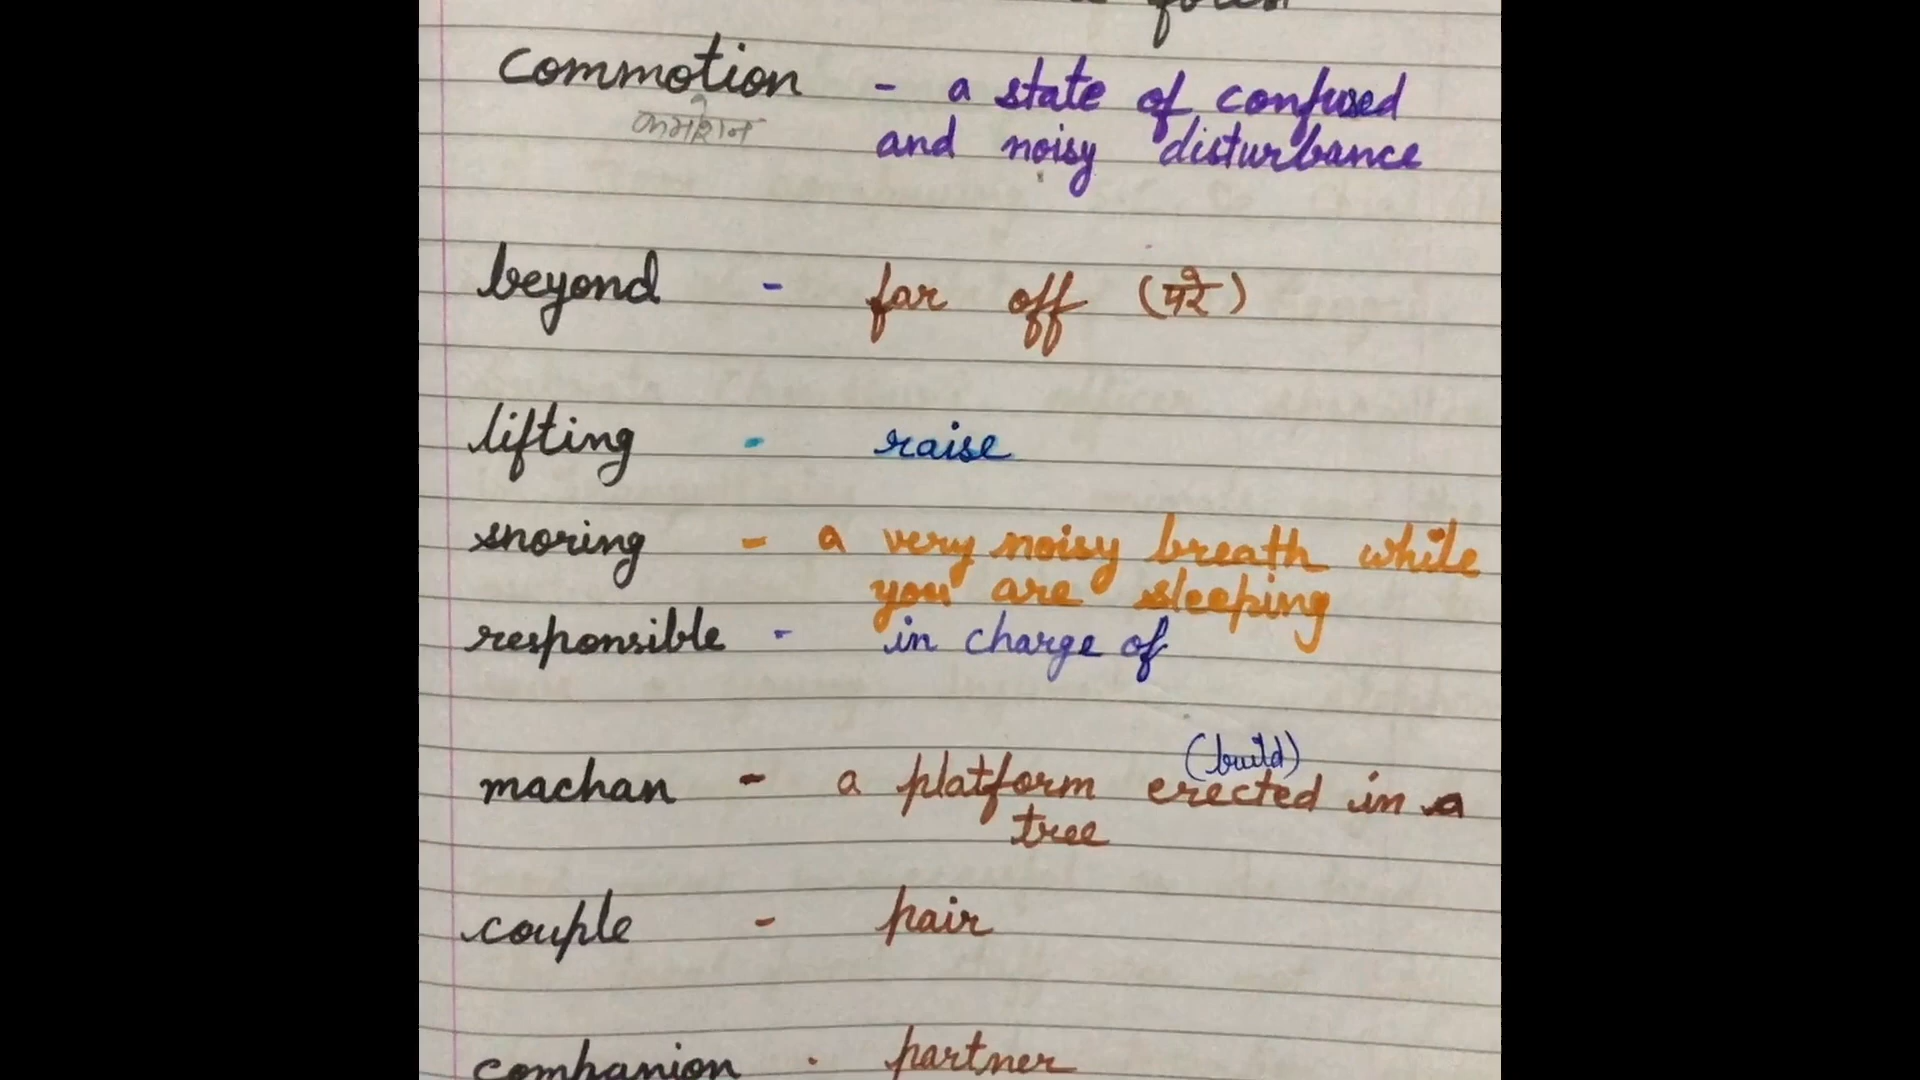 commotion - a state of confused
कमोशन and noisy disturbance
beyond - far off (परे)
lifting - raise
snoring - a very noisy breath while
you are sleeping
responsible - in charge of
(build)
machan - a platform erected in a
tree
couple - pair
companion - partner